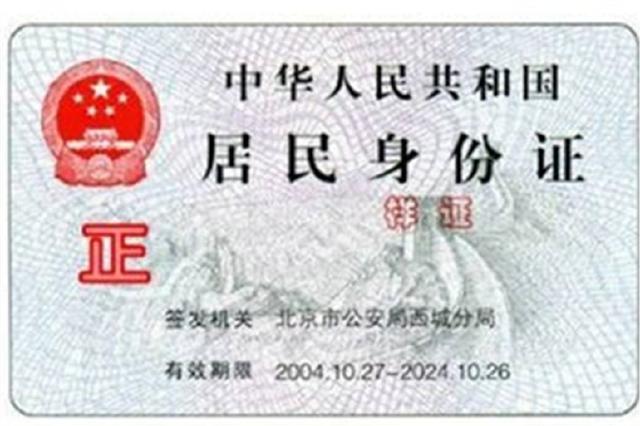 中华人民共和国
居民身份证
样证
正
签发机关 北京市公安局西城分局
有效期限 2004.10.27-2024.10.26